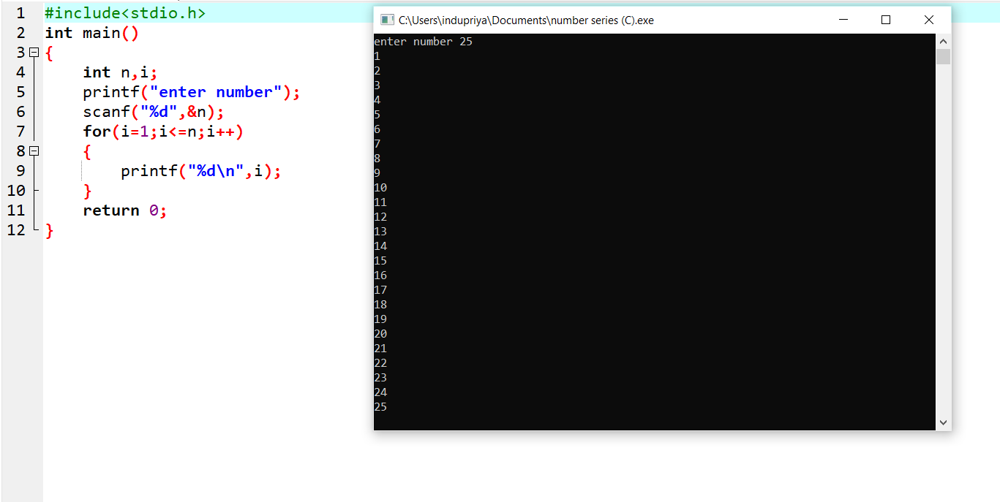 1 #include<stdio.h>
2 int main()
3 {
4 int n,i;
5 printf("enter number");
6 scanf("%d",&n);
7 for(i=1;i<=n;i++)
8 {
9 printf("%d\n",i);
10 }
11 return 0;
12 }
C:\Users\indupriya\Documents\number series (C).exe
enter number 25
1
2
3
4
5
6
7
8
9
10
11
12
13
14
15
16
17
18
19
20
21
22
23
24
25